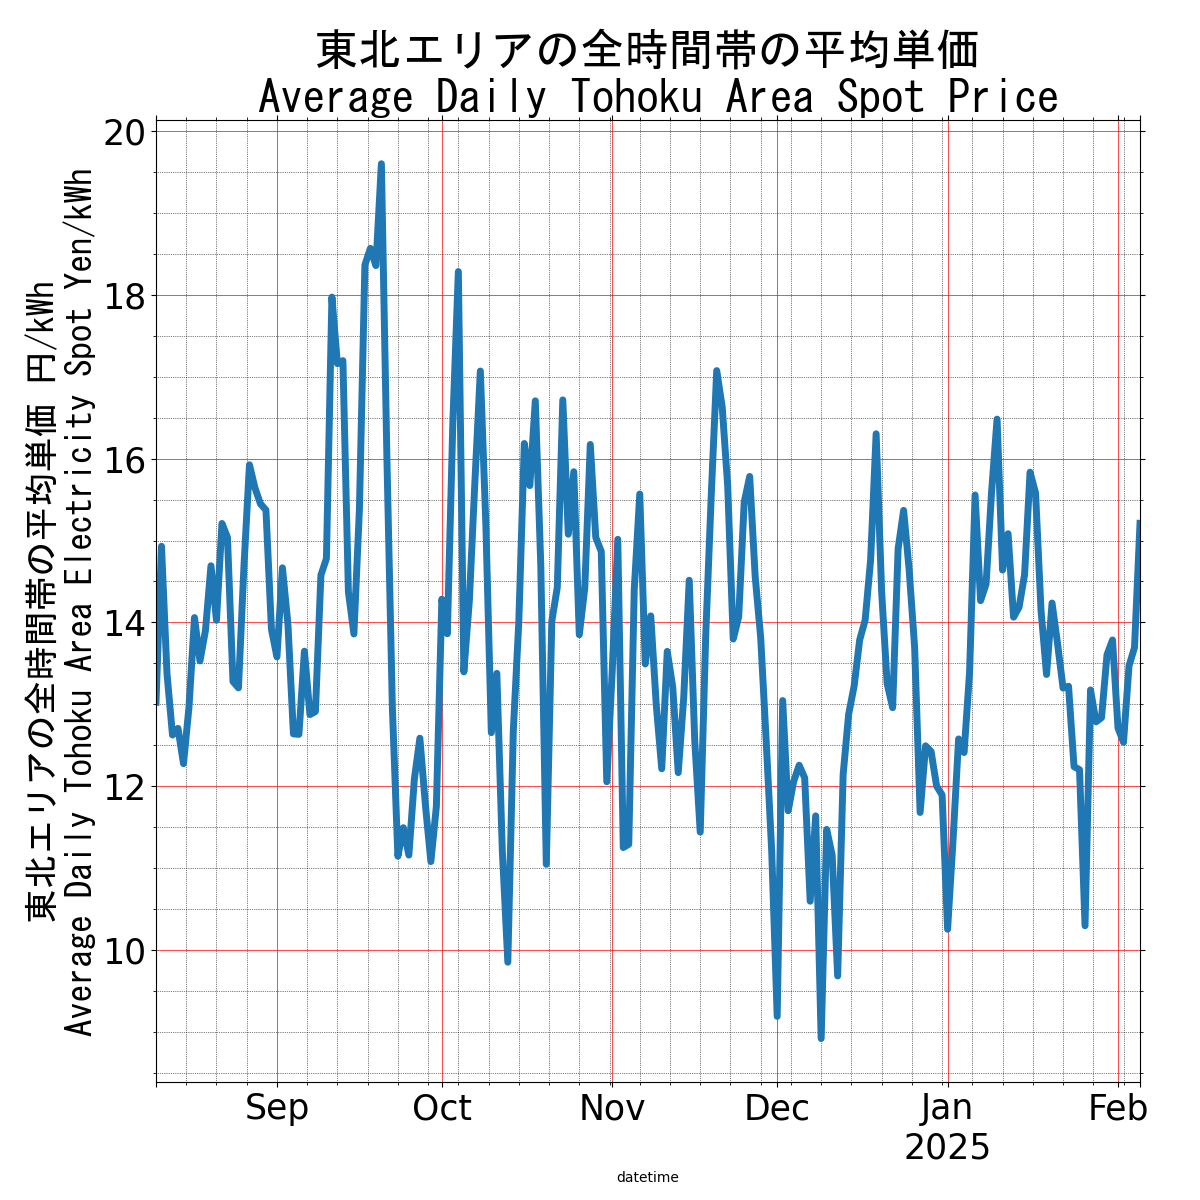 東北エリアの全時間帯の平均単価
Average Daily Tohoku Area Spot Price
東北エリアの全時間帯の平均単価 円/kWh
Average Daily Tohoku Area Electricity Spot Yen/kWh
20
18
16
14
12
10
Sep
Oct
Nov
Dec
Jan
2025
Feb
datetime